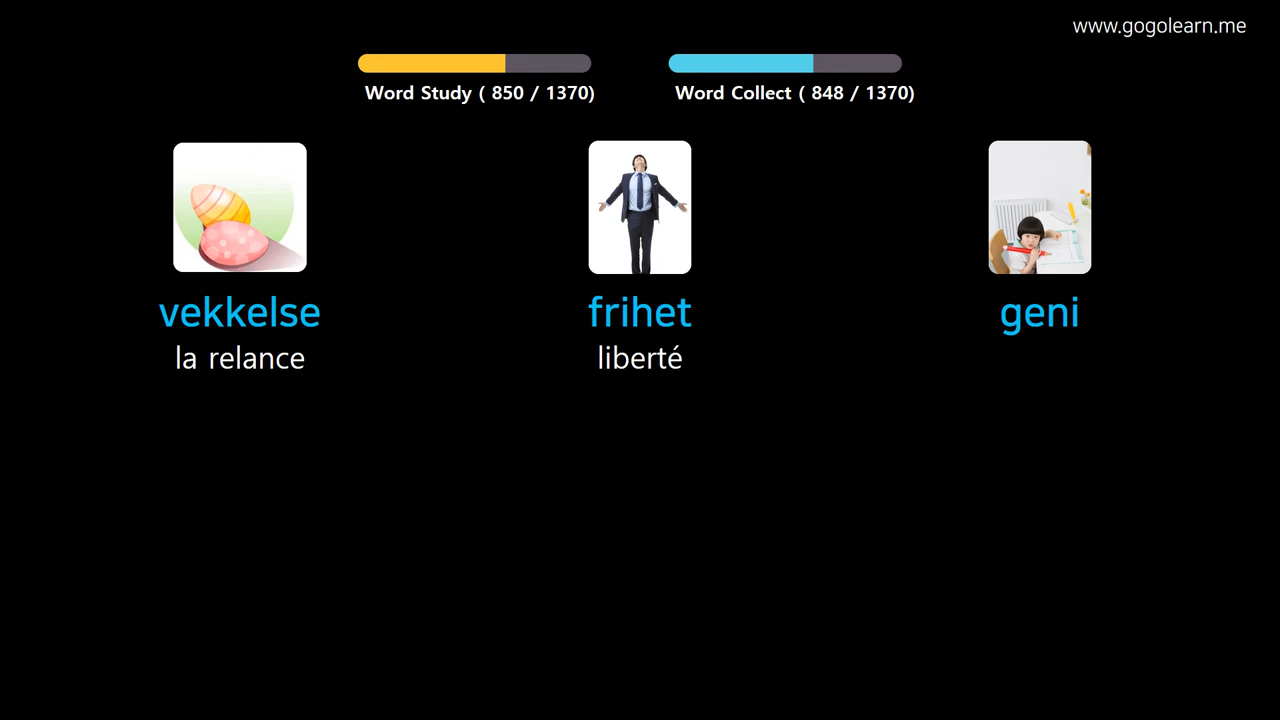 www.gogolearn.me
Word Study ( 850 / 1370)
Word Collect ( 848 / 1370)
vekkelse
la relance
frihet
liberté
geni